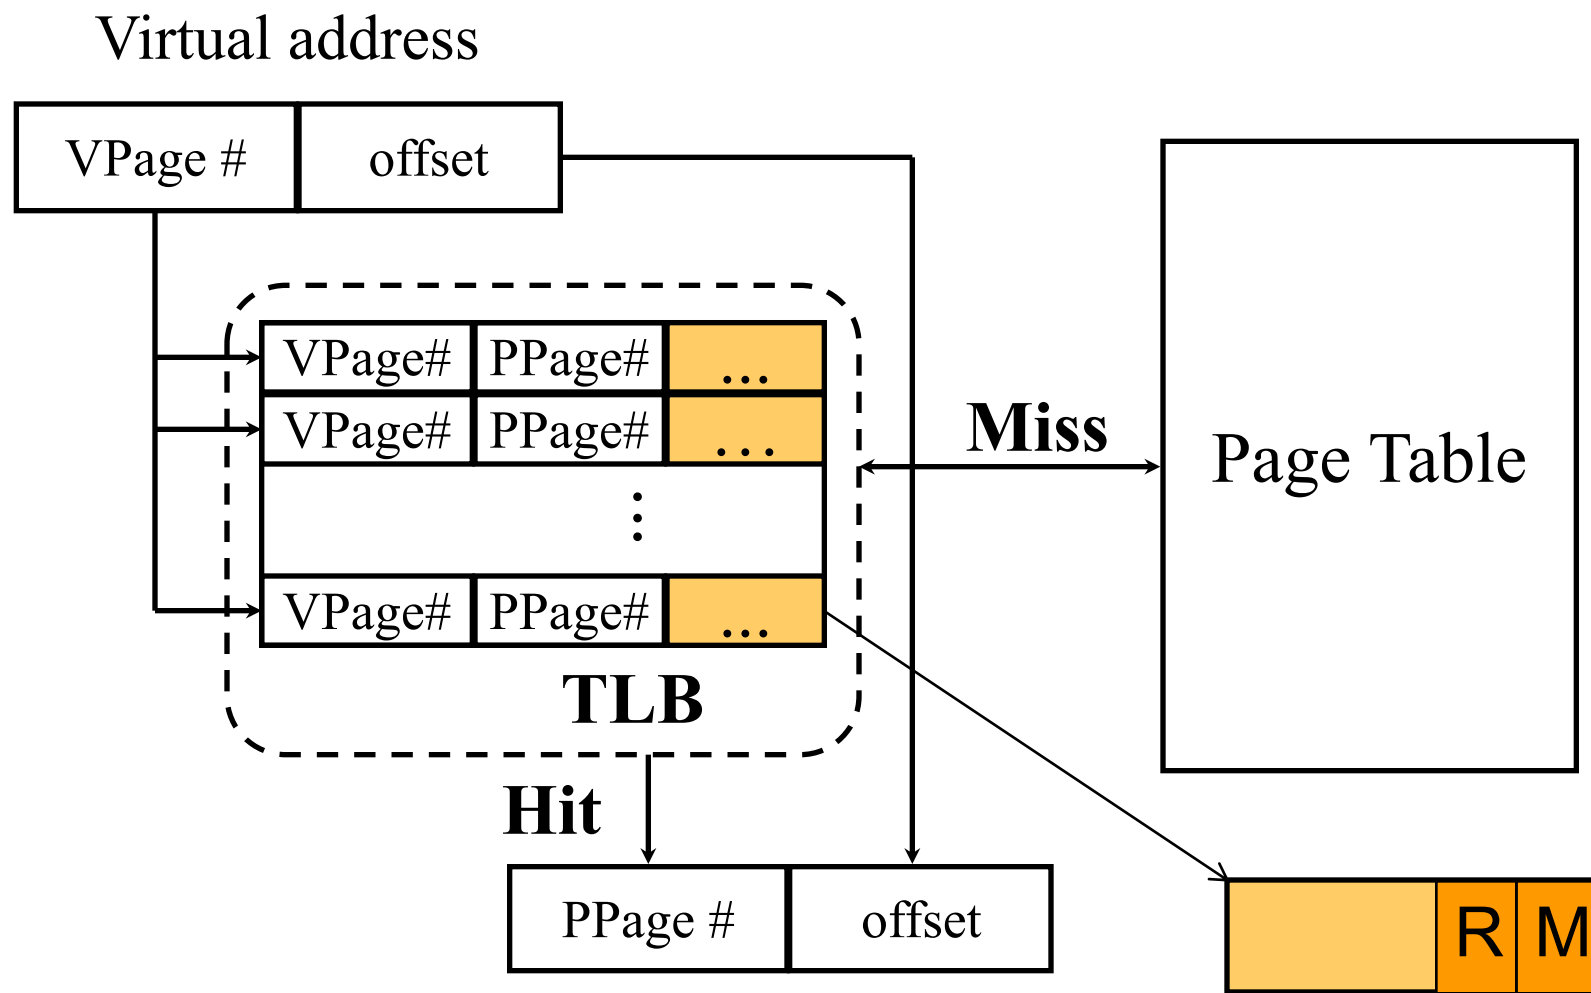 Virtual address
VPage # offset
VPage# PPage# ...
VPage# PPage# ...
⋮
VPage# PPage# ...
TLB
Miss
Page Table
Hit
PPage # offset
R M